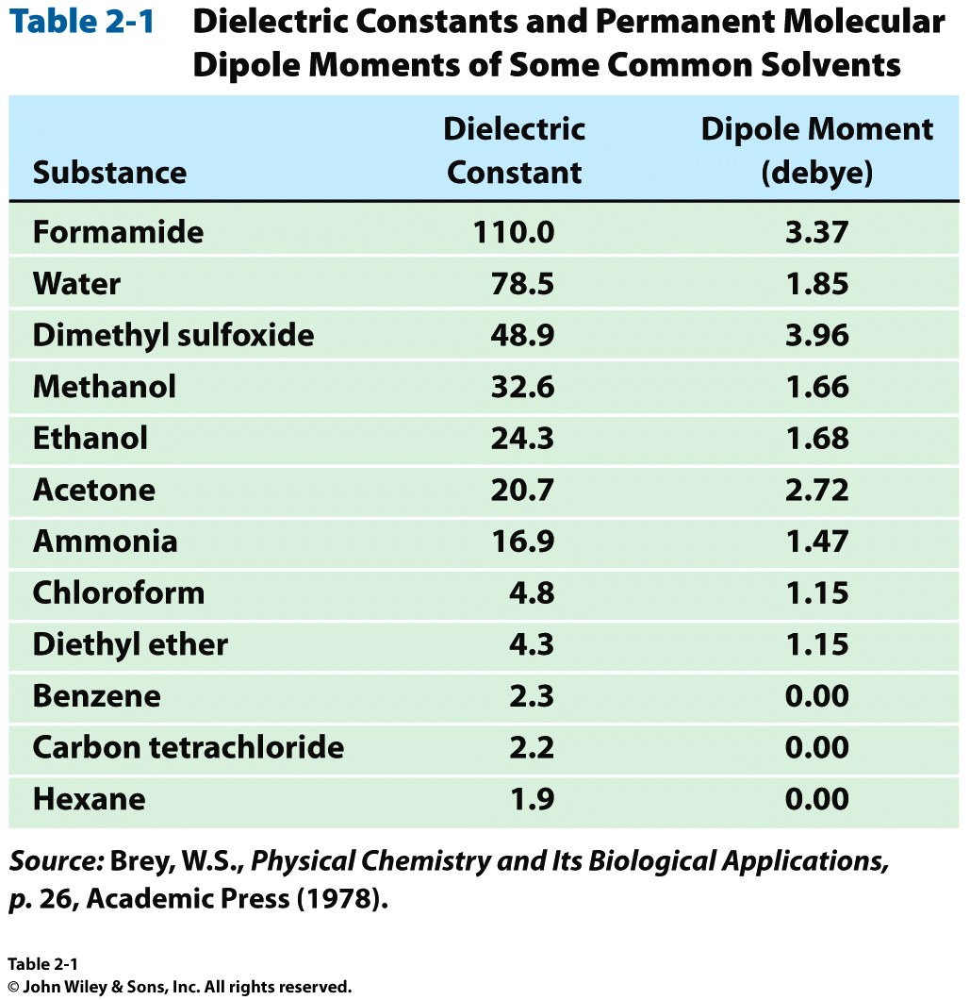 Table 2-1 Dielectric Constants and Permanent Molecular
Dipole Moments of Some Common Solvents
Dielectric Dipole Moment
Substance Constant (debye)
Formamide 110.0 3.37
Water 78.5 1.85
Dimethyl sulfoxide 48.9 3.96
Methanol 32.6 1.66
Ethanol 24.3 1.68
Acetone 20.7 2.72
Ammonia 16.9 1.47
Chloroform 4.8 1.15
Diethyl ether 4.3 1.15
Benzene 2.3 0.00
Carbon tetrachloride 2.2 0.00
Hexane 1.9 0.00
Source: Brey, W.S., Physical Chemistry and Its Biological Applications,
p. 26, Academic Press (1978).
Table 2-1
© John Wiley & Sons, Inc. All rights reserved.